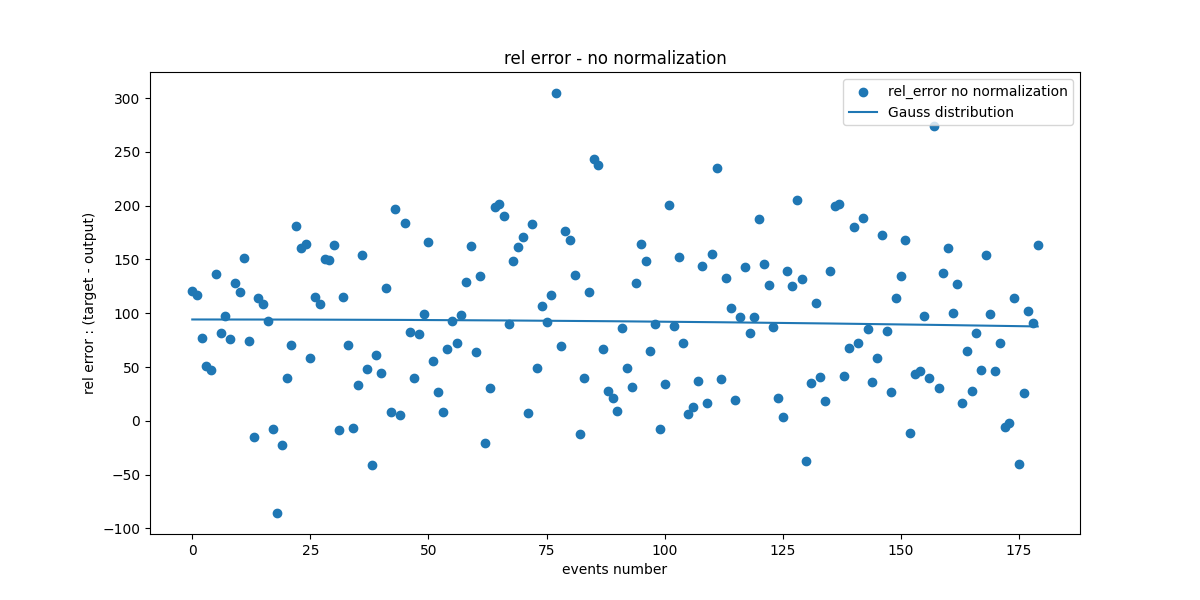 rel error - no normalization
rel_error no normalization
Gauss distribution
rel error : (target - output)
300
250
200
150
100
50
0
−50
−100
0 25 50 75 100 125 150 175
events number